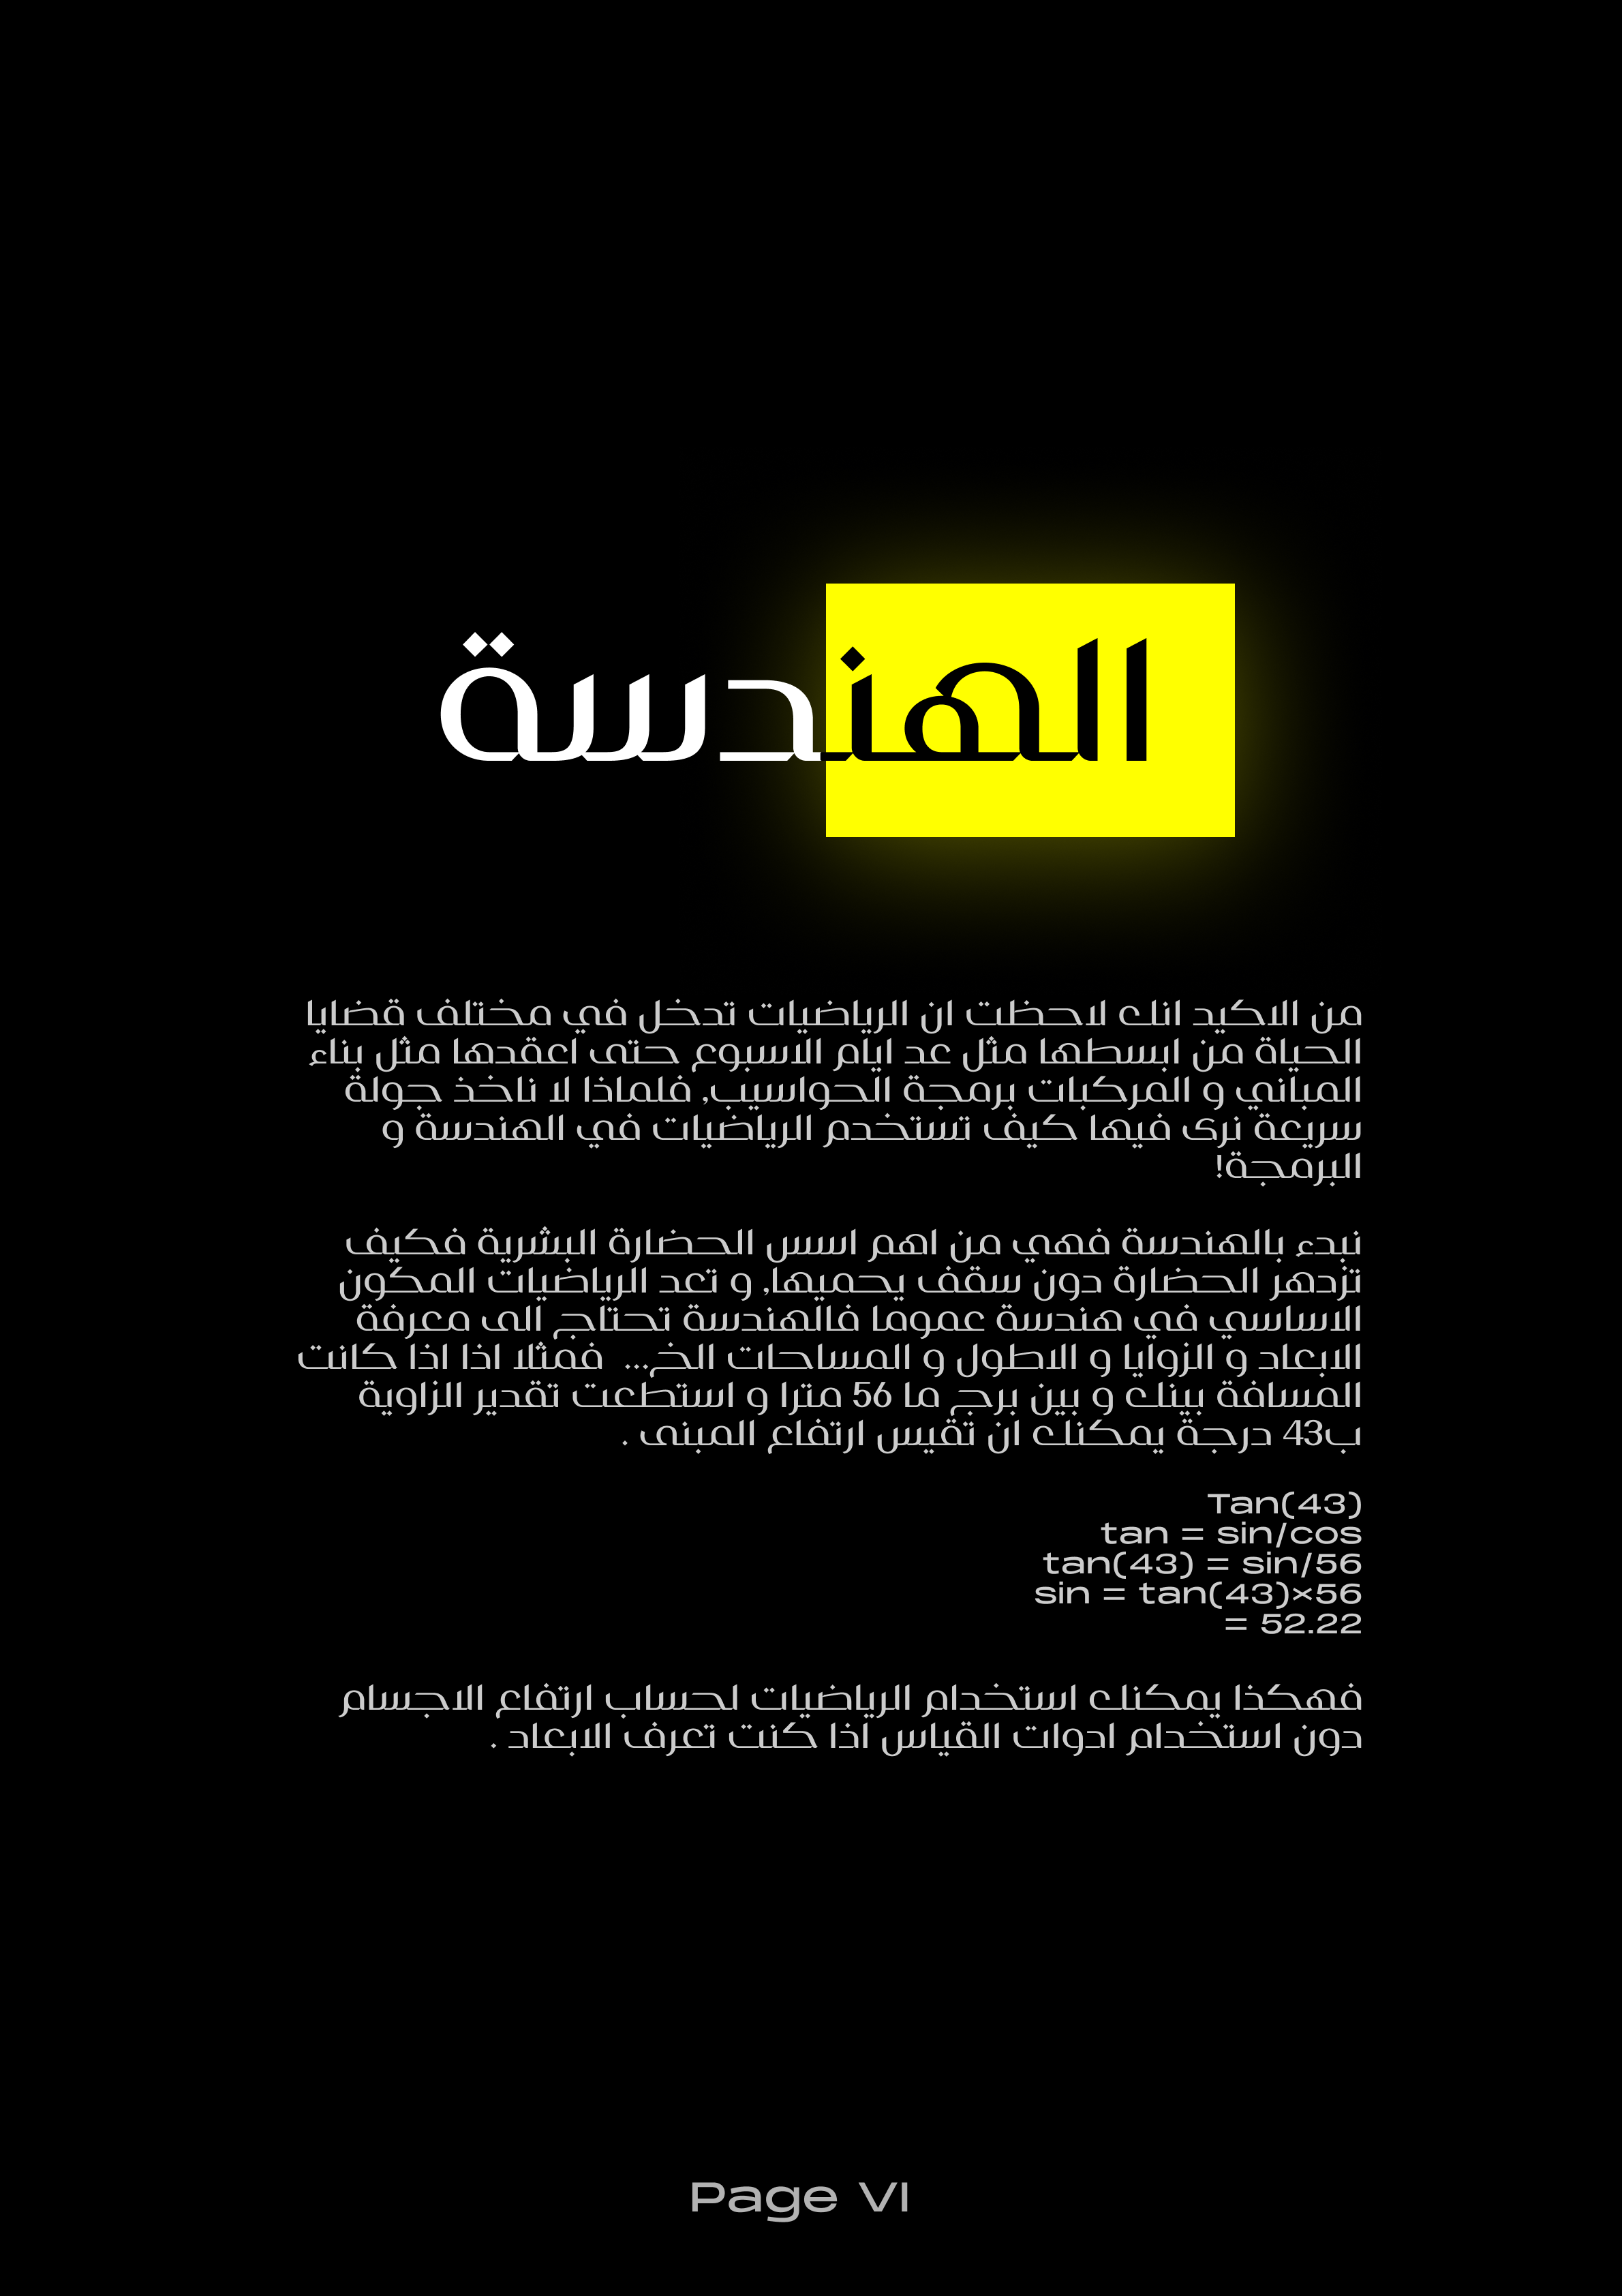 الهندسة
من الاكيد انك لاحظت ان الرياضيات تدخل في مختلف قضايا
الحياة من ابسطها مثل عد ايام الاسبوع حتى اعقدها مثل بناء
المباني و المركبات برمجة الحواسيب, فلماذا لا ناخذ جولة
سريعة نرى فيها كيف تستخدم الرياضيات في الهندسة و
البرمجة!
نبدء بالهندسة فهي من اهم اسس الحضارة البشرية فكيف
تزدهر الحضارة دون سقف يحميها, و تعد الرياضيات المكون
الاساسي في هندسة عموما فالهندسة تحتاج الى معرفة
الابعاد و الزوايا و الاطول و المساحات الخ... فمثلا اذا اذا كانت
المسافة بينك و بين برج ما 56 مترا و استطعت تقدير الزاوية
ب43 درجة يمكنك ان تقيس ارتفاع المبنى .
Tan(43)
tan = sin/cos
tan(43) = sin/56
sin = tan(43)×56
= 52.22
فهكذا يمكنك استخدام الرياضيات لحساب ارتفاع الاجسام
دون استخدام ادوات القياس اذا كنت تعرف الابعاد .
Page VI